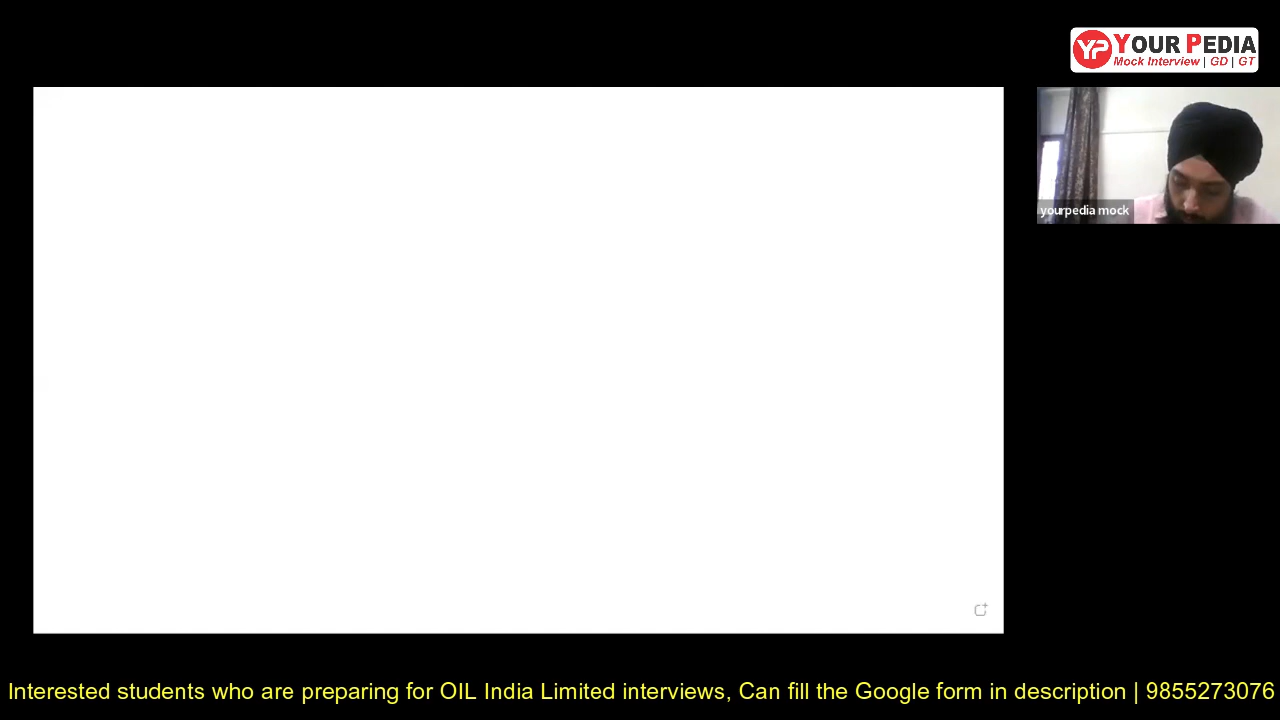 YP YOUR PEDIA
Mock Interview | GD | GT
yourpedia mock
Interested students who are preparing for OIL India Limited interviews, Can fill the Google form in description | 9855273076